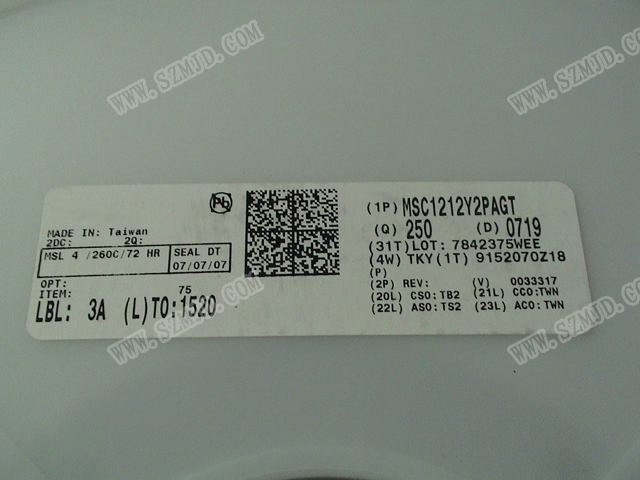 WWW.SZMJD.COM
WWW.SZMJD.COM
Pb
MADE IN: Taiwan
2DC: 2Q:
MSL 4 /260C/72 HR SEAL DT
07/07/07
OPT:
ITEM: 75
LBL: 3A (L)TO:1520
(1P) MSC1212Y2PAGT
(Q) 250 (D) 0719
(31T)LOT: 7842375WEE
(4W) TKY(1T) 9152070Z18
(P)
(2P) REV: (V) 0033317
(20L) CSO:TB2 (21L) CCO:TWN
(22L) ASO:TS2 (23L) ACO:TWN
WWW.SZMJD.COM
WWW.SZMJD.COM